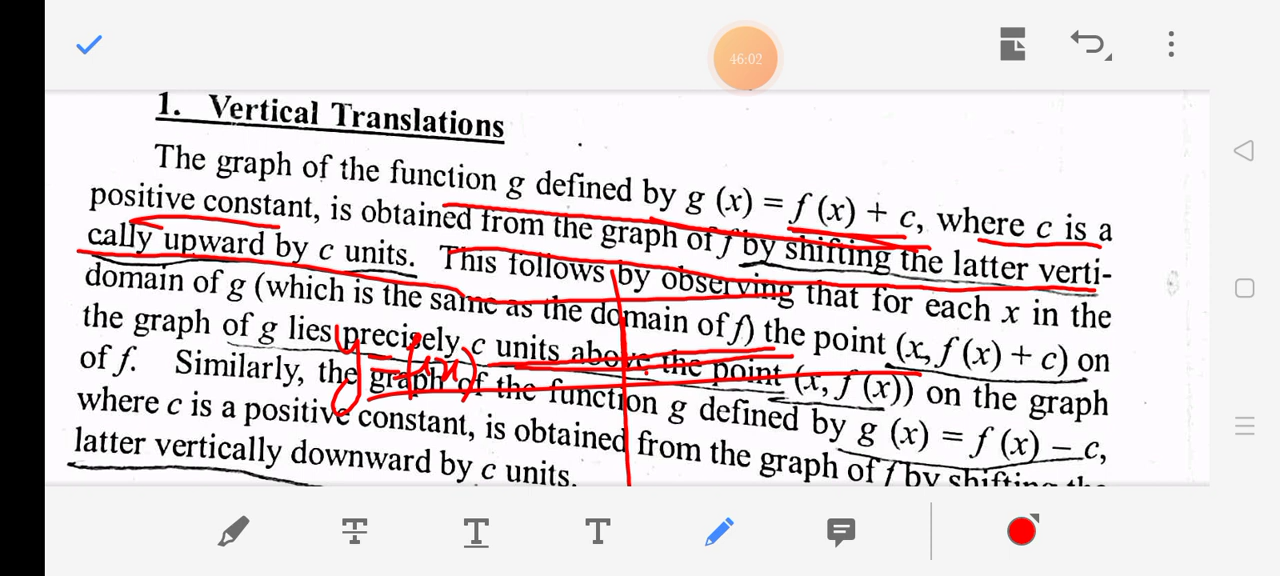 46:02
1. Vertical Translations
The graph of the function g defined by g (x) = f (x) + c, where c is a
positive constant, is obtained from the graph of f by shifting the latter verti-
cally upward by c units. This follows by observing that for each x in the
domain of g (which is the same as the domain of f) the point (x, f (x) + c) on
the graph of g lies precisely c units above the point (x, f (x)) on the graph
y = f(x)
of f. Similarly, the graph of the function g defined by g (x) = f (x) – c,
where c is a positive constant, is obtained from the graph of f by shifting the
latter vertically downward by c units.
T
T
T